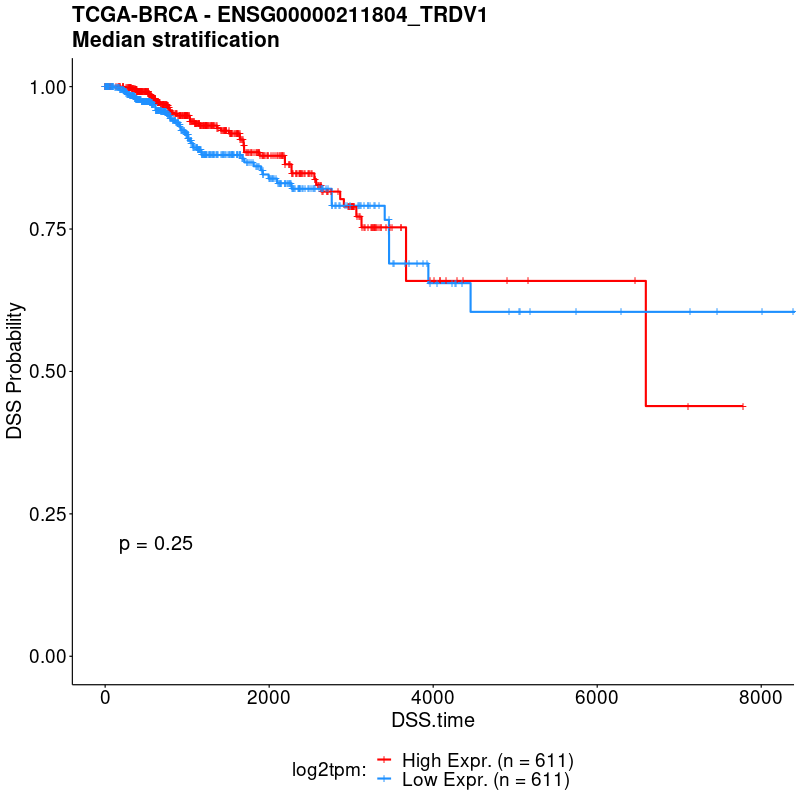 TCGA-BRCA - ENSG00000211804_TRDV1
Median stratification
1.00
0.75
0.50
0.25
0.00
DSS Probability
p = 0.25
0 2000 4000 6000 8000
DSS.time
log2tpm:
High Expr. (n = 611)
Low Expr. (n = 611)